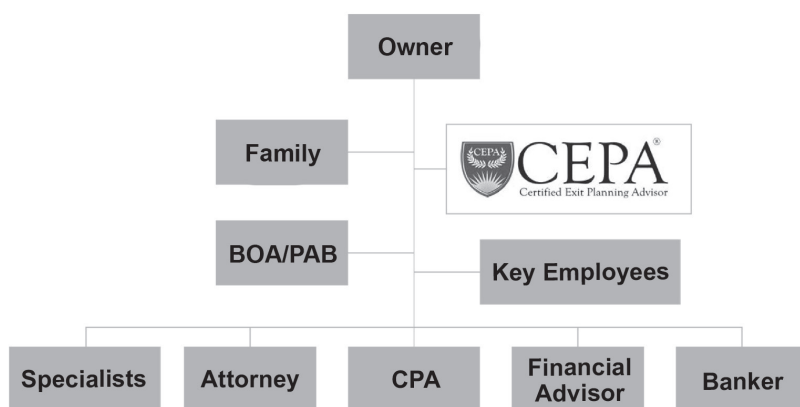 Owner
Family
CEPA
CEPA®
Certified Exit Planning Advisor
BOA/PAB
Key Employees
Specialists
Attorney
CPA
Financial
Advisor
Banker